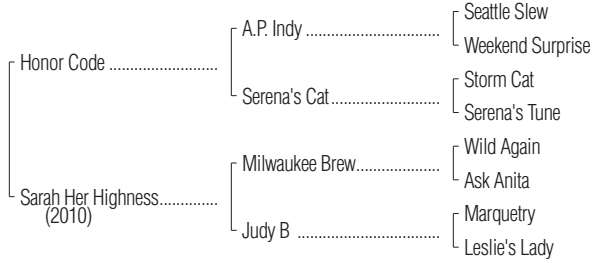 Seattle Slew
A.P. Indy ........................
Weekend Surprise
Honor Code ..........................
Storm Cat
Serena's Cat..........................
Serena's Tune
Wild Again
Milwaukee Brew....................
Ask Anita
Sarah Her Highness..............
(2010)
Marquetry
Judy B ..................................
Leslie's Lady